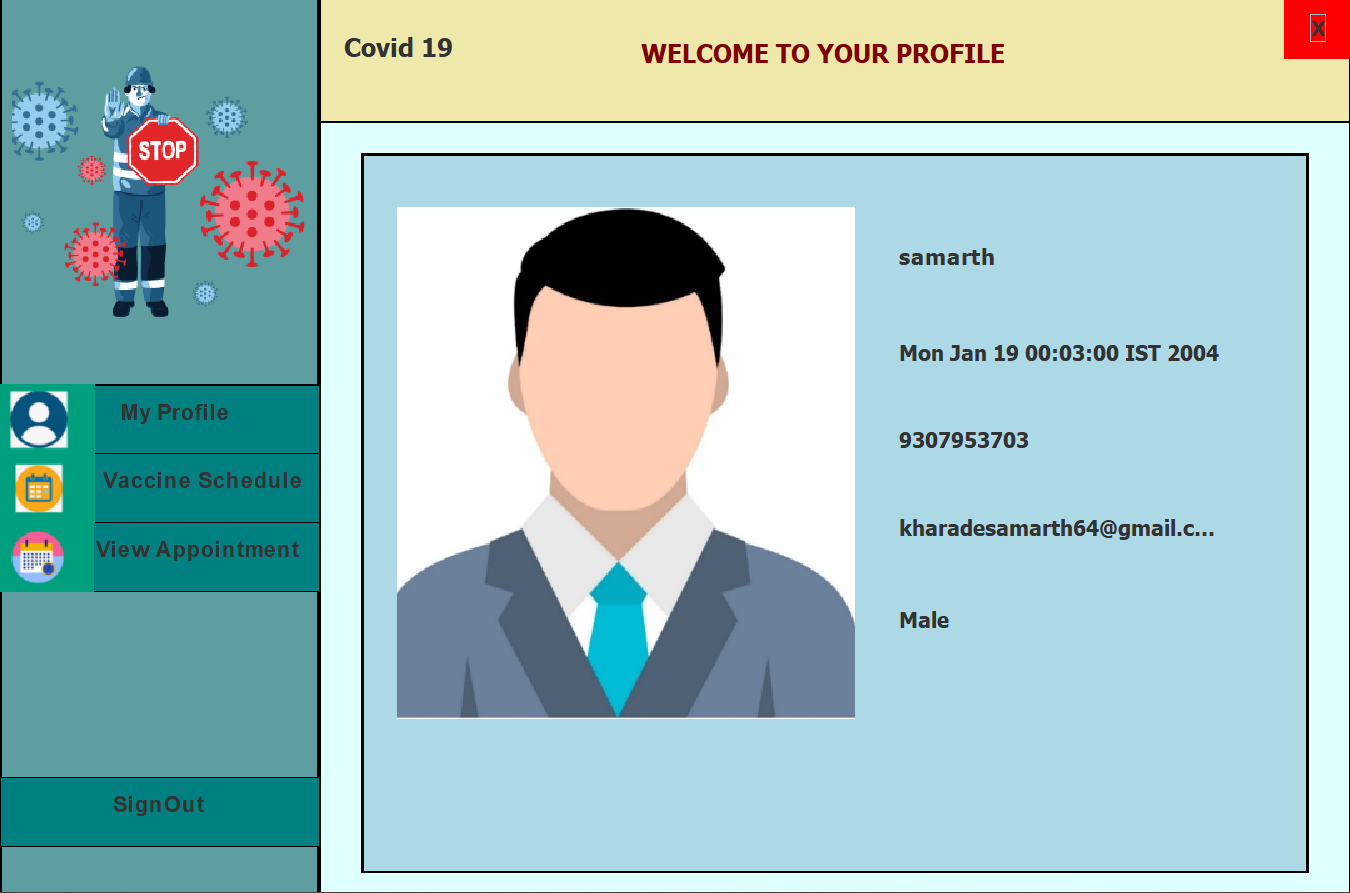 Covid 19
WELCOME TO YOUR PROFILE
X
STOP
My Profile
Vaccine Schedule
View Appointment
SignOut
samarth
Mon Jan 19 00:03:00 IST 2004
9307953703
kharadesamarth64@gmail.c...
Male